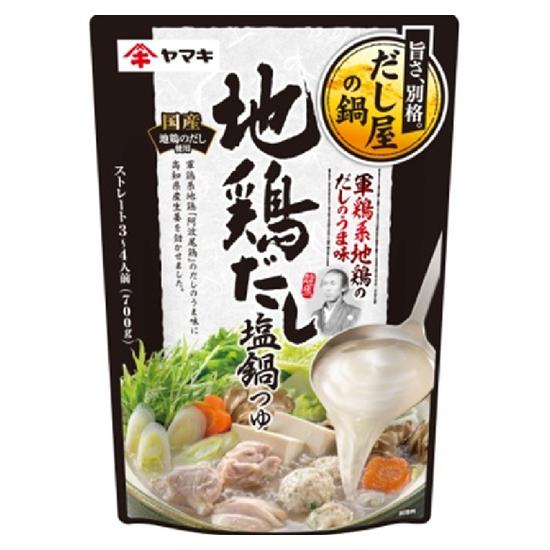 ヤマキ
旨さ、別格。
だし屋
の鍋
国産
地鶏のだし
使用
地鶏だし
塩鍋つゆ
軍鶏系地鶏の
だしのうま味
軍鶏系地鶏「阿波尾鶏」のだしのうま味に
高知県産生姜を効かせました。
ストレート3~4人前(700g)